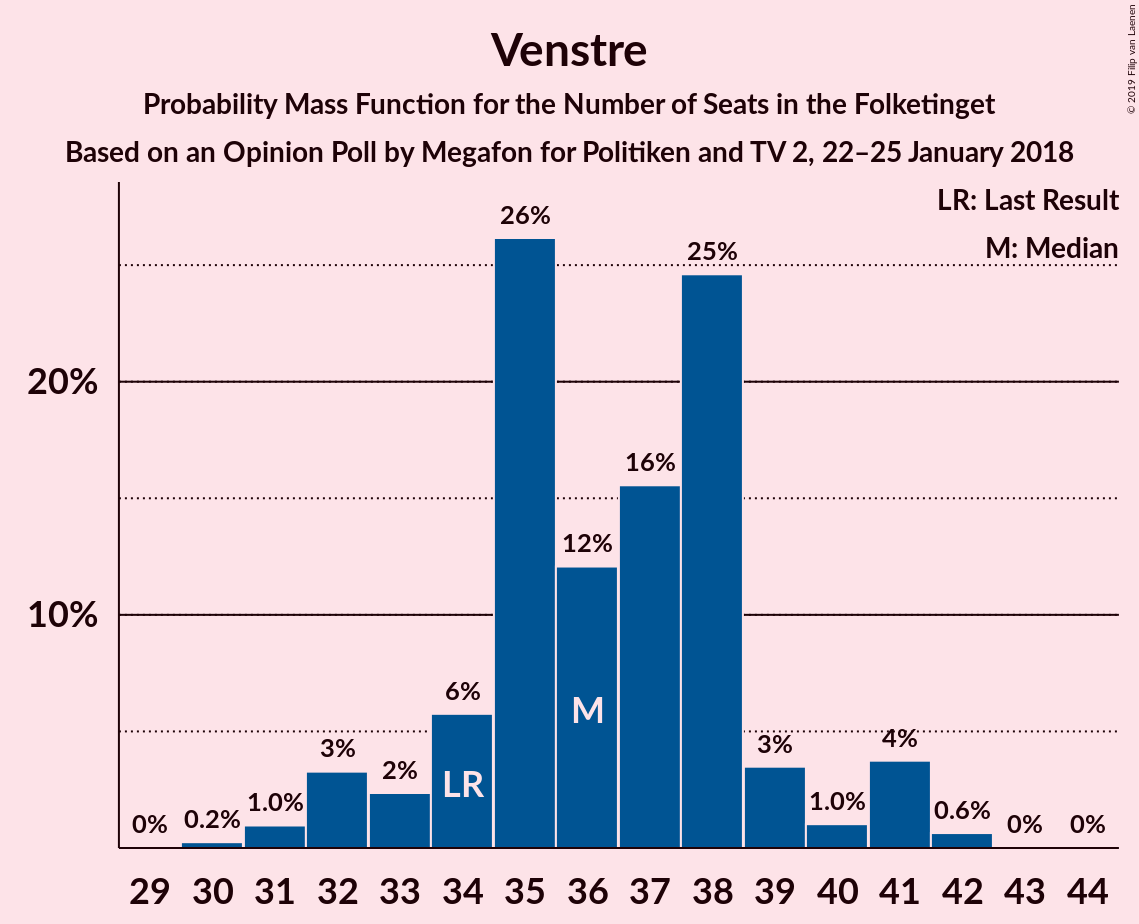 Venstre
Probability Mass Function for the Number of Seats in the Folketinget
Based on an Opinion Poll by Megafon for Politiken and TV 2, 22–25 January 2018
© 2019 Filip van Laenen
LR: Last Result
M: Median
20%
10%
0%
0.2%
1.0%
3%
2%
6%
26%
12%
16%
25%
3%
1.0%
4%
0.6%
0%
0%
LR
M
29 30 31 32 33 34 35 36 37 38 39 40 41 42 43 44